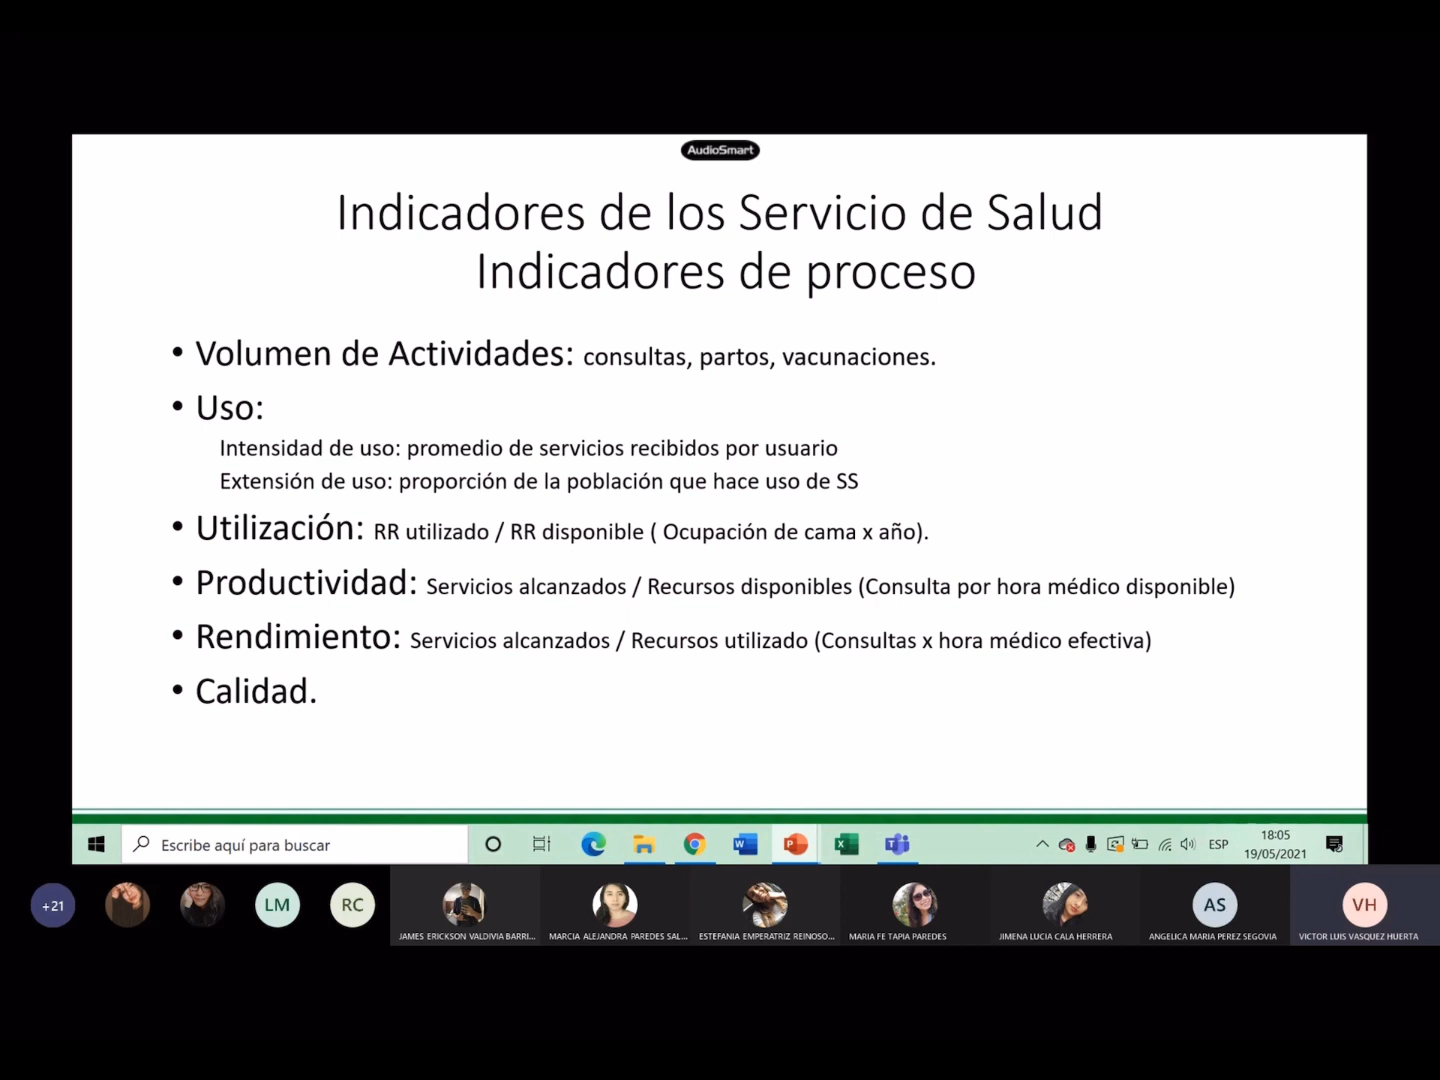 AudioSmart
Indicadores de los Servicio de Salud
Indicadores de proceso
• Volumen de Actividades: consultas, partos, vacunaciones.
• Uso:
Intensidad de uso: promedio de servicios recibidos por usuario
Extensión de uso: proporción de la población que hace uso de SS
• Utilización: RR utilizado / RR disponible ( Ocupación de cama x año).
• Productividad: Servicios alcanzados / Recursos disponibles (Consulta por hora médico disponible)
• Rendimiento: Servicios alcanzados / Recursos utilizado (Consultas x hora médico efectiva)
• Calidad.
Escribe aquí para buscar
ESP
18:05
19/05/2021
+21
LM
RC
AS
VH
JAMES ERICKSON VALDIVIA BARRI...
MARCIA ALEJANDRA PAREDES SAL...
ESTEFANIA EMPERATRIZ REINOSO...
MARIA FE TAPIA PAREDES
JIMENA LUCIA CALA HERRERA
ANGELICA MARIA PEREZ SEGOVIA
VICTOR LUIS VASQUEZ HUERTA